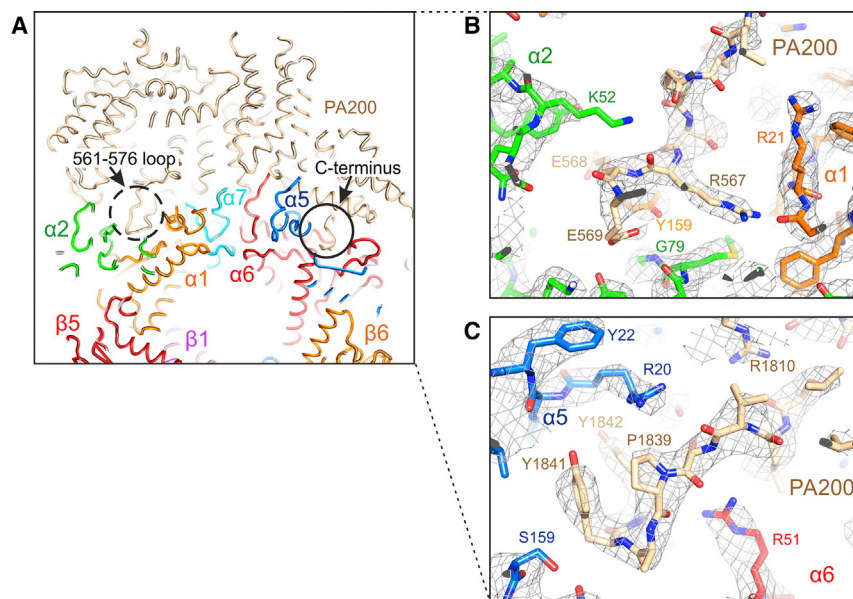 A
PA200
561-576 loop
C-terminus
α2
α7
α5
α1
α6
β5
β1
β6
B
α2
PA200
K52
R21
α1
E568
R567
Y159
E569
G79
C
Y22
R1810
R20
α5
Y1842
P1839
Y1841
PA200
S159
R51
α6